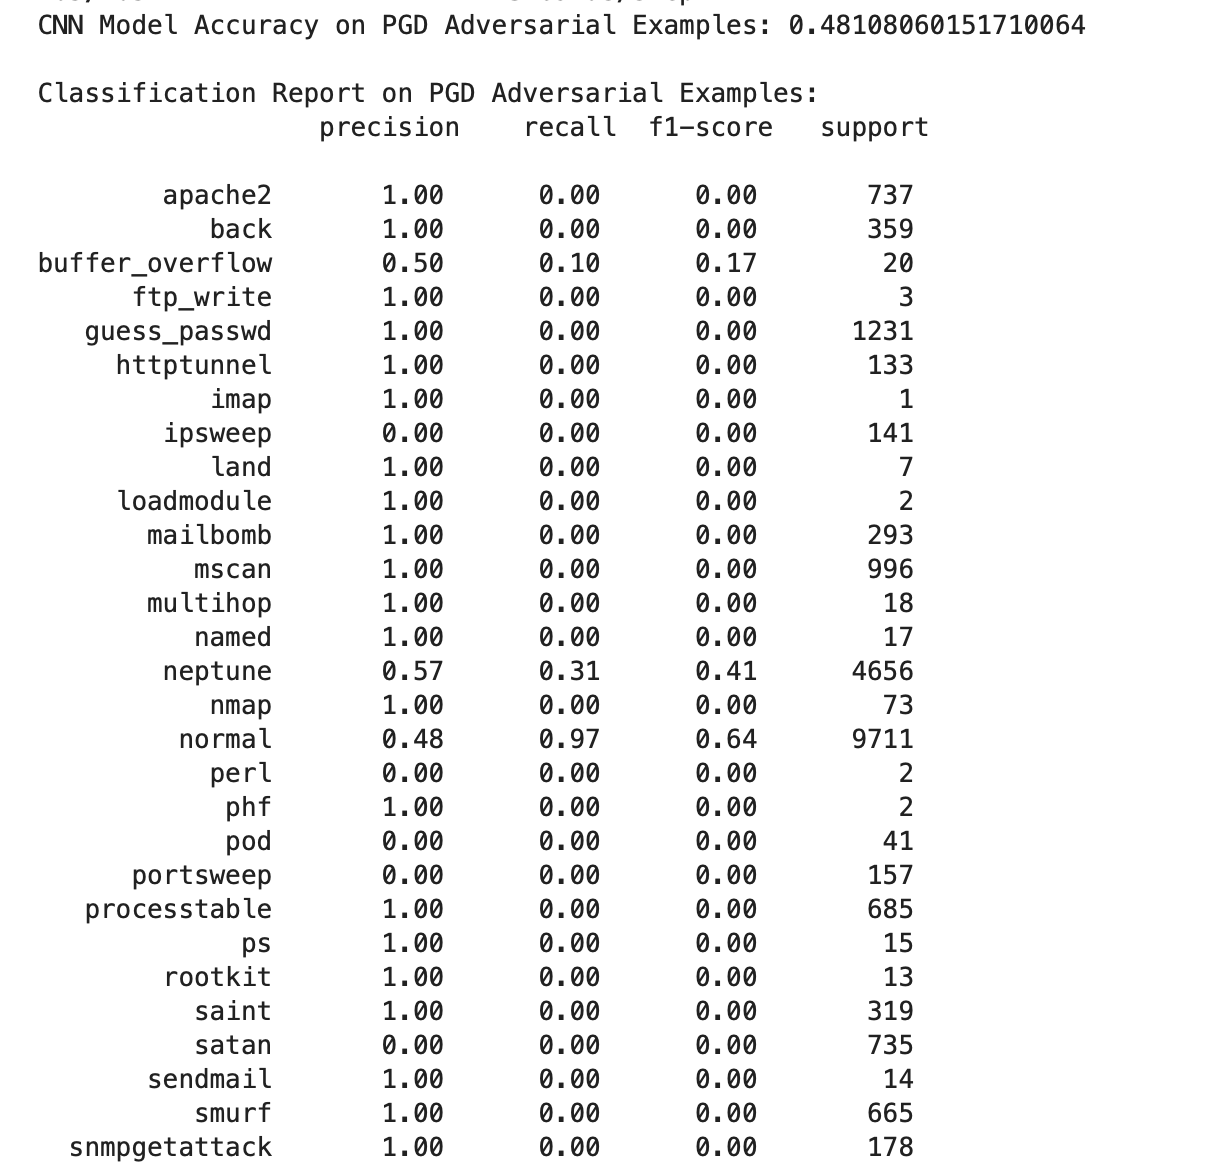 CNN Model Accuracy on PGD Adversarial Examples: 0.48108060151710064
Classification Report on PGD Adversarial Examples:
precision recall f1-score support
apache2 1.00 0.00 0.00 737
back 1.00 0.00 0.00 359
buffer_overflow 0.50 0.10 0.17 20
ftp_write 1.00 0.00 0.00 3
guess_passwd 1.00 0.00 0.00 1231
httptunnel 1.00 0.00 0.00 133
imap 1.00 0.00 0.00 1
ipsweep 0.00 0.00 0.00 141
land 1.00 0.00 0.00 7
loadmodule 1.00 0.00 0.00 2
mailbomb 1.00 0.00 0.00 293
mscan 1.00 0.00 0.00 996
multihop 1.00 0.00 0.00 18
named 1.00 0.00 0.00 17
neptune 0.57 0.31 0.41 4656
nmap 1.00 0.00 0.00 73
normal 0.48 0.97 0.64 9711
perl 0.00 0.00 0.00 2
phf 1.00 0.00 0.00 2
pod 0.00 0.00 0.00 41
portsweep 0.00 0.00 0.00 157
processtable 1.00 0.00 0.00 685
ps 1.00 0.00 0.00 15
rootkit 1.00 0.00 0.00 13
saint 1.00 0.00 0.00 319
satan 0.00 0.00 0.00 735
sendmail 1.00 0.00 0.00 14
smurf 1.00 0.00 0.00 665
snmpgetattack 1.00 0.00 0.00 178